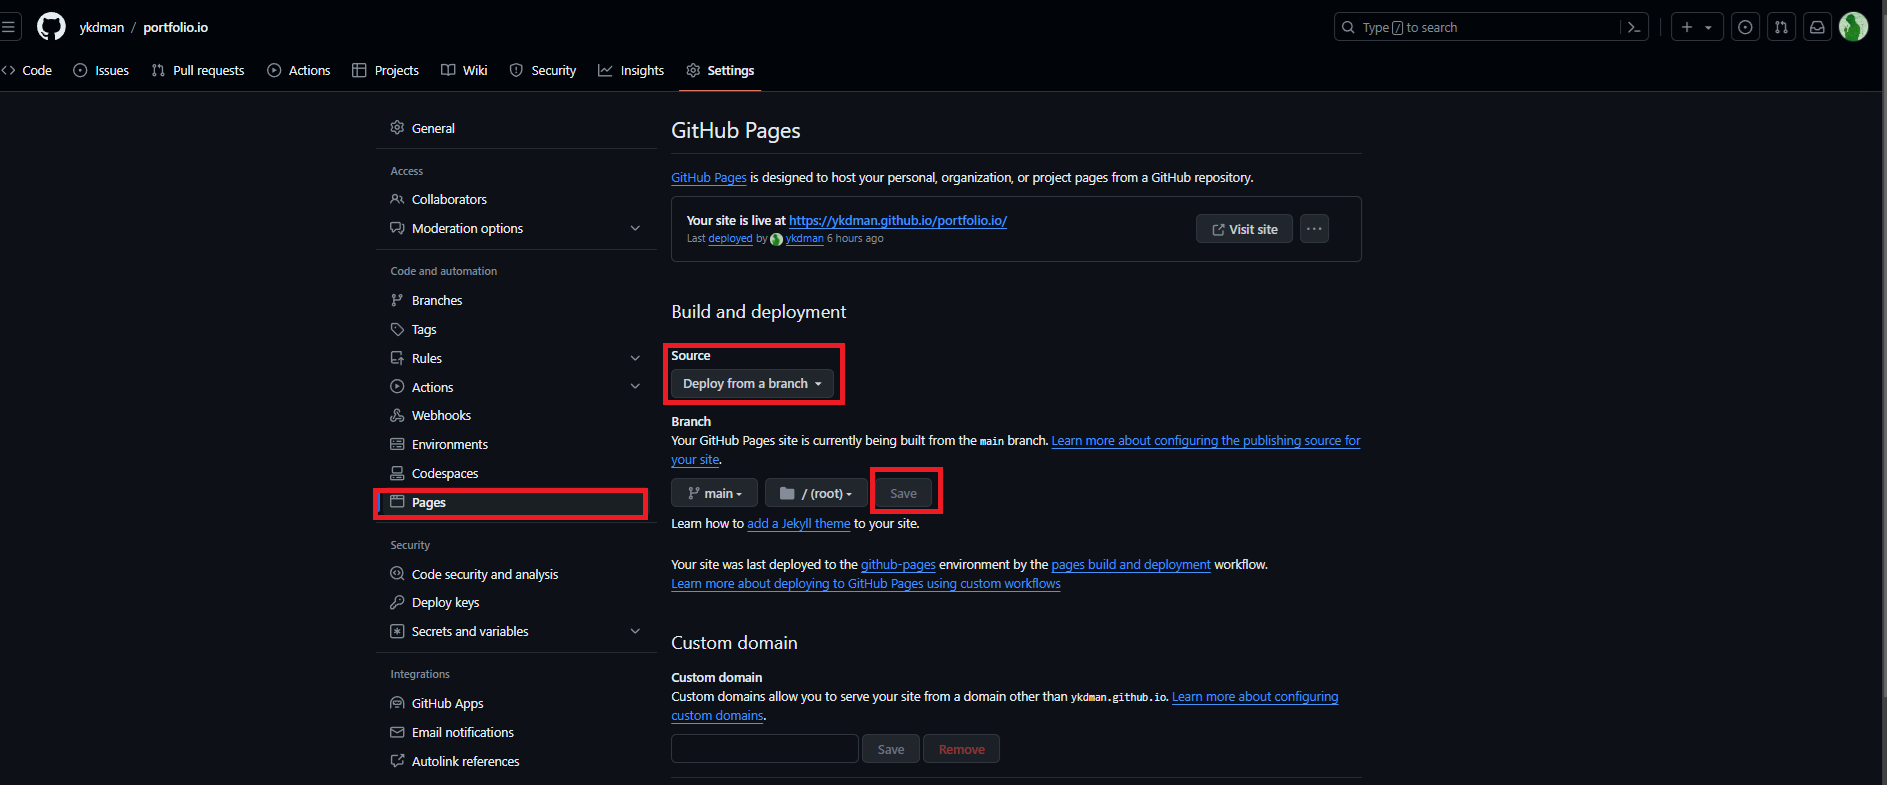 ykdman / portfolio.io
Type / to search
Code Issues Pull requests Actions Projects Wiki Security Insights Settings
General
Access
Collaborators
Moderation options
Code and automation
Branches
Tags
Rules
Actions
Webhooks
Environments
Codespaces
Pages
Security
Code security and analysis
Deploy keys
Secrets and variables
Integrations
GitHub Apps
Email notifications
Autolink references
GitHub Pages
GitHub Pages is designed to host your personal, organization, or project pages from a GitHub repository.
Your site is live at https://ykdman.github.io/portfolio.io/
Last deployed by ykdman 6 hours ago
Visit site
Build and deployment
Source
Deploy from a branch
Branch
Your GitHub Pages site is currently being built from the main branch. Learn more about configuring the publishing source for
your site.
main / (root) Save
Learn how to add a Jekyll theme to your site.
Your site was last deployed to the github-pages environment by the pages build and deployment workflow.
Learn more about deploying to GitHub Pages using custom workflows
Custom domain
Custom domain
Custom domains allow you to serve your site from a domain other than ykdman.github.io. Learn more about configuring
custom domains.
Save Remove